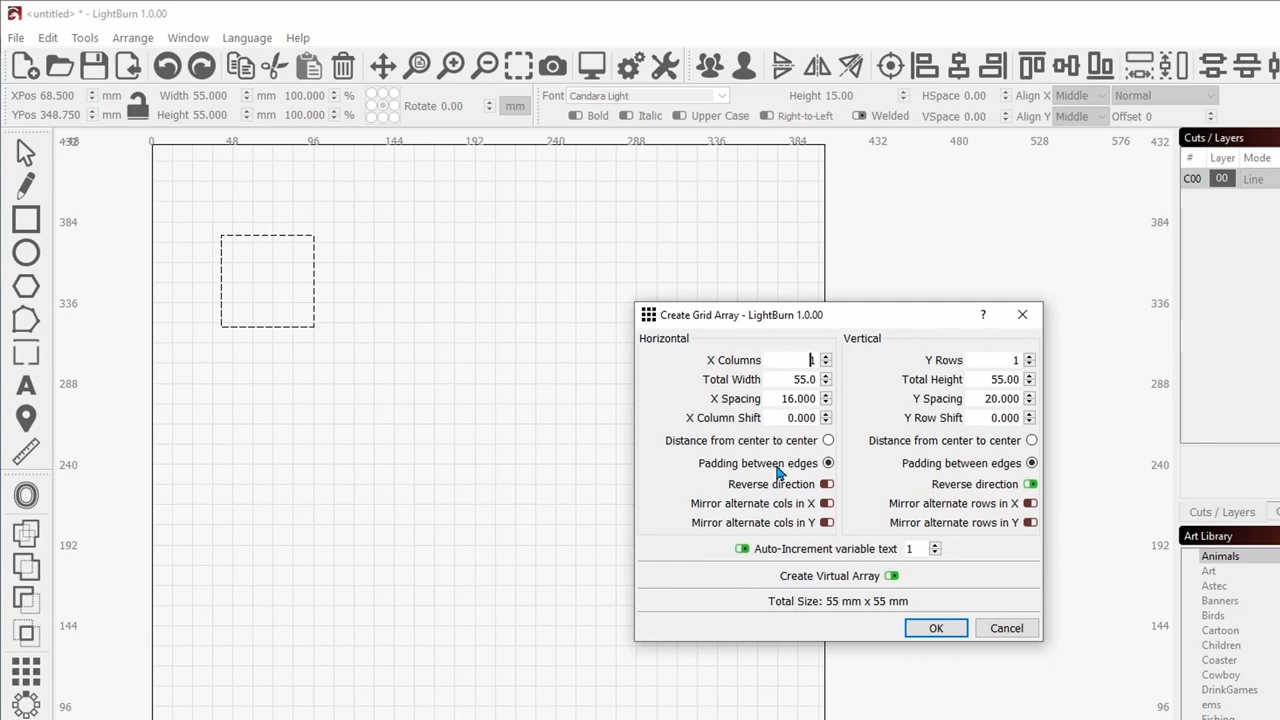 <untitled> * - LightBurn 1.0.00
File Edit Tools Arrange Window Language Help
XPos 68.500 mm Width 55.000 mm 100.000 % Rotate 0.00 mm Font Candara Light Height 15.00 HSpace 0.00 Align X Middle Normal
YPos 348.750 mm Height 55.000 mm 100.000 % Bold Italic Upper Case Right-to-Left Welded VSpace 0.00 Align Y Middle Offset 0
0 48 96 144 192 240 288 336 384 432 480 528 576 432
384 384
336 336
288 288
240 240
192 192
144 144
96 96
Create Grid Array - LightBurn 1.0.00 ?
Horizontal Vertical
X Columns 1 Y Rows 1
Total Width 55.0 Total Height 55.00
X Spacing 16.000 Y Spacing 20.000
X Column Shift 0.000 Y Row Shift 0.000
Distance from center to center Distance from center to center
Padding between edges Padding between edges
Reverse direction Reverse direction
Mirror alternate cols in X Mirror alternate rows in X
Mirror alternate cols in Y Mirror alternate rows in Y
Auto-Increment variable text 1
Create Virtual Array
Total Size: 55 mm x 55 mm
OK Cancel
Cuts / Layers
# Layer Mode
C00 00 Line
Cuts / Layers
Art Library
Animals
Art
Astec
Banners
Birds
Cartoon
Children
Coaster
Cowboy
DrinkGames
ems